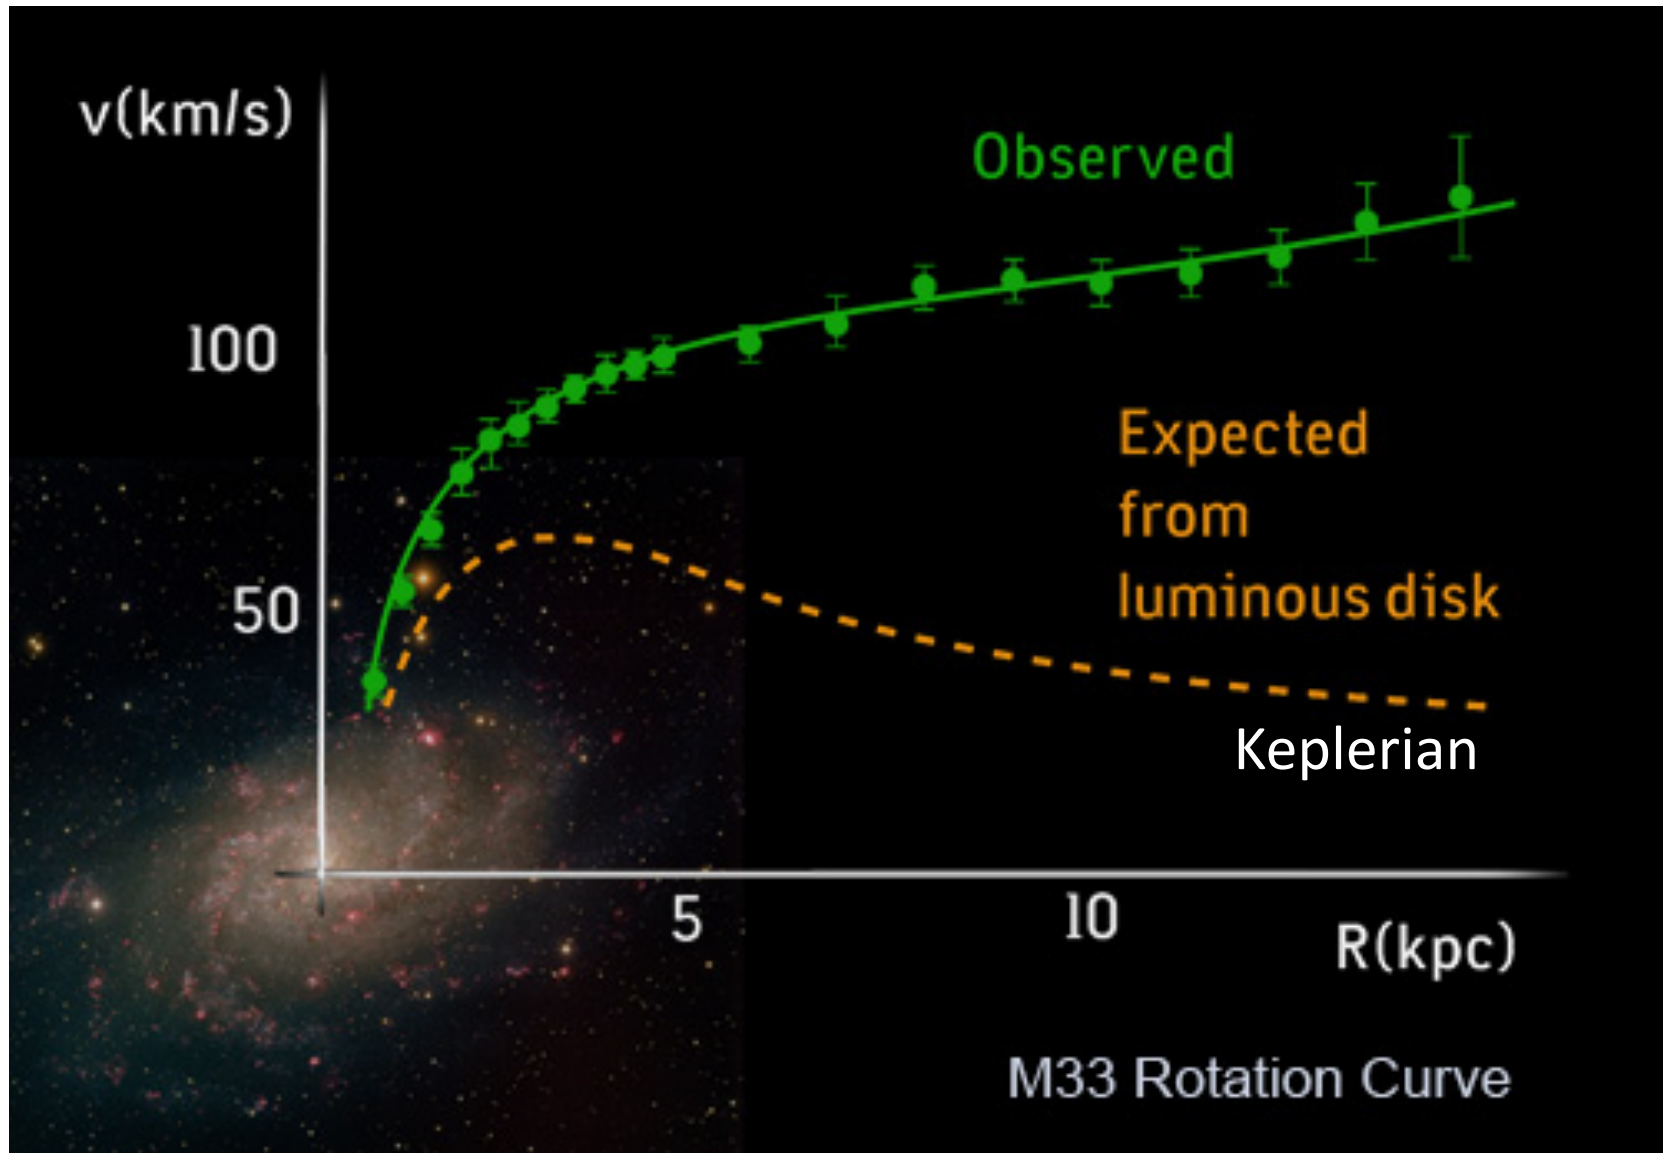 v(km/s)
Observed
100
Expected
from
50
luminous disk
Keplerian
5
10
R(kpc)
M33 Rotation Curve